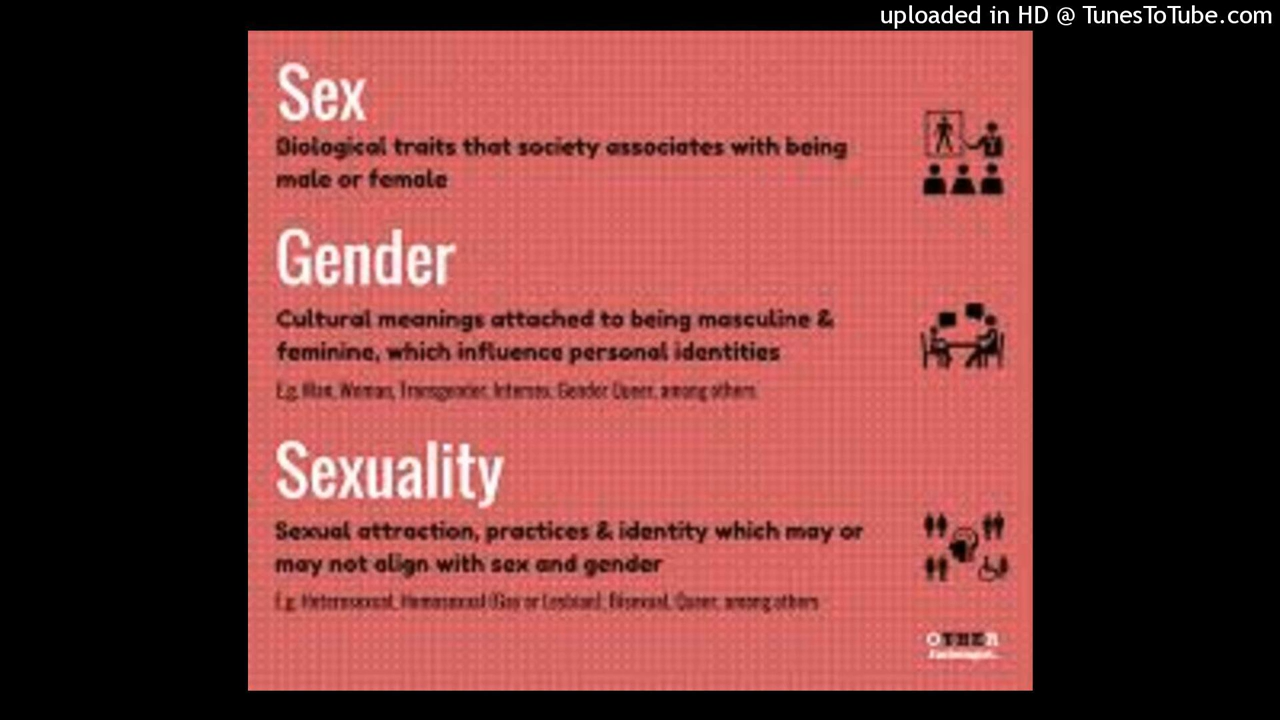 uploaded in HD @ TunesToTube.com
Sex
Biological traits that society associates with being
male or female
Gender
Cultural meanings attached to being masculine &
feminine, which influence personal identities
E.g. Man, Woman, Transgender, Intersex, Gender Queer, among others
Sexuality
Sexual attraction, practices & identity which may or
may not align with sex and gender
E.g. Heterosexual, Homosexual (Gay or Lesbian), Bisexual, Queer, among others
OTHER